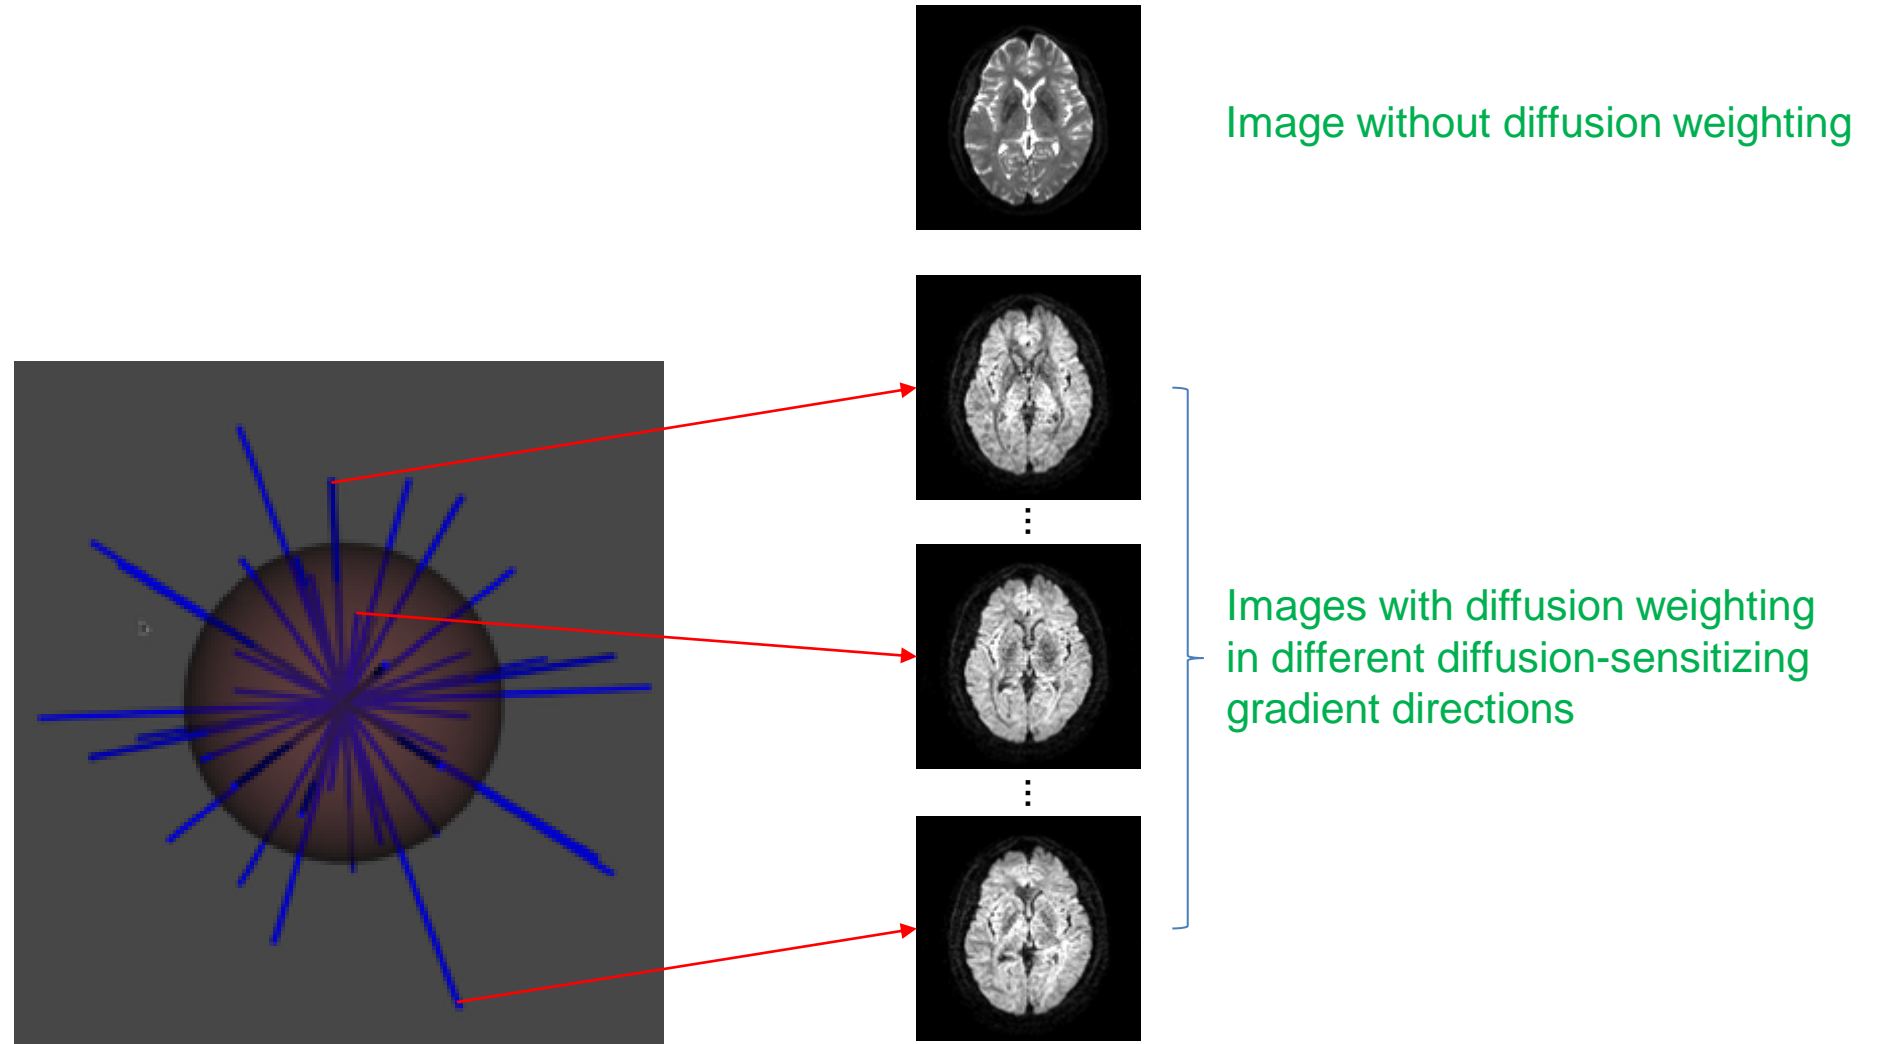 Image without diffusion weighting
Images with diffusion weighting
in different diffusion-sensitizing
gradient directions